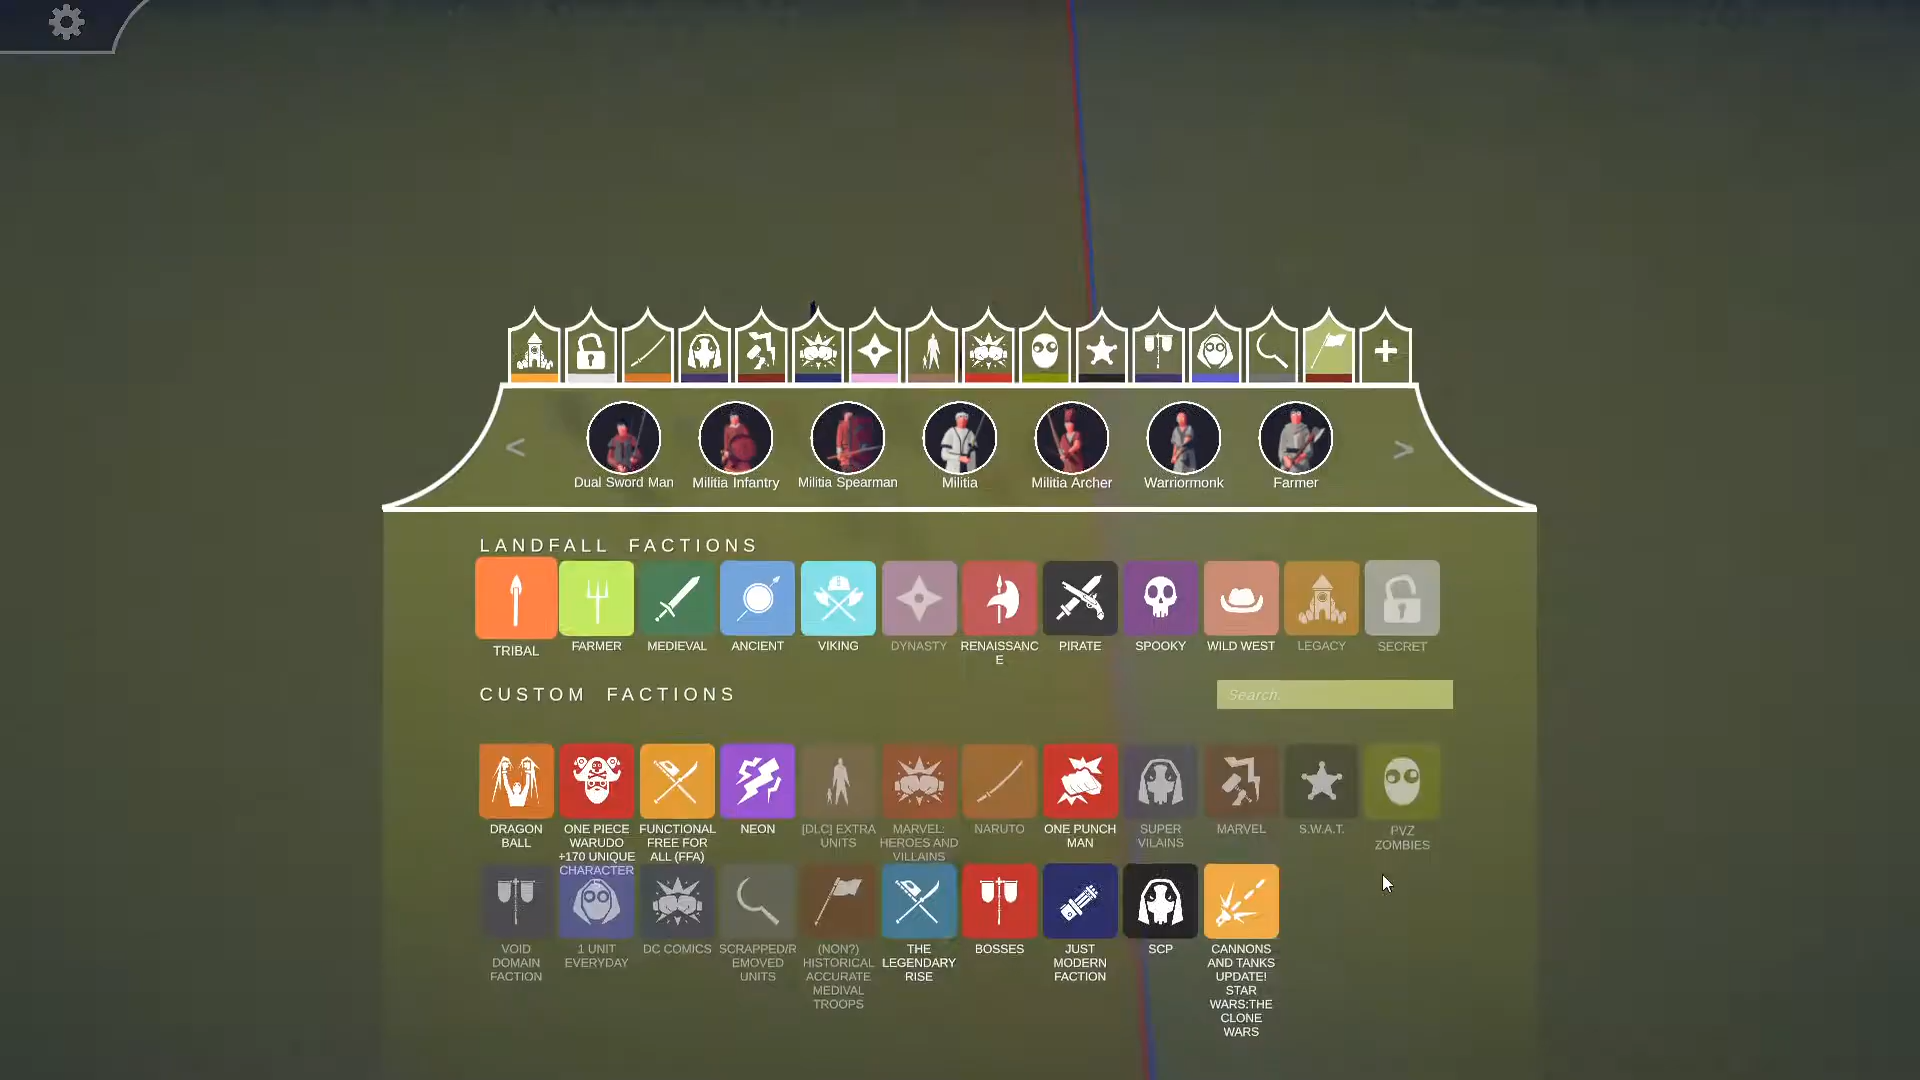 <
Dual Sword Man
Militia Infantry
Militia Spearman
Militia
Militia Archer
Warriormonk
Farmer
>
LANDFALL FACTIONS
TRIBAL
FARMER
MEDIEVAL
ANCIENT
VIKING
DYNASTY
RENAISSANC
E
PIRATE
SPOOKY
WILD WEST
LEGACY
SECRET
CUSTOM FACTIONS
Search.
DRAGON
BALL
ONE PIECE
WARUDO
+170 UNIQUE
CHARACTER
FUNCTIONAL
FREE FOR
ALL (FFA)
NEON
[DLC] EXTRA
UNITS
MARVEL:
HEROES AND
VILLAINS
NARUTO
ONE PUNCH
MAN
SUPER
VILAINS
MARVEL
S.W.A.T.
PVZ
ZOMBIES
VOID
DOMAIN
FACTION
1 UNIT
EVERYDAY
DC COMICS
SCRAPPED/R
EMOVED
UNITS
(NON?)
HISTORICAL
ACCURATE
MEDIVAL
TROOPS
THE
LEGENDARY
RISE
BOSSES
JUST
MODERN
FACTION
SCP
CANNONS
AND TANKS
UPDATE!
STAR
WARS:THE
CLONE
WARS